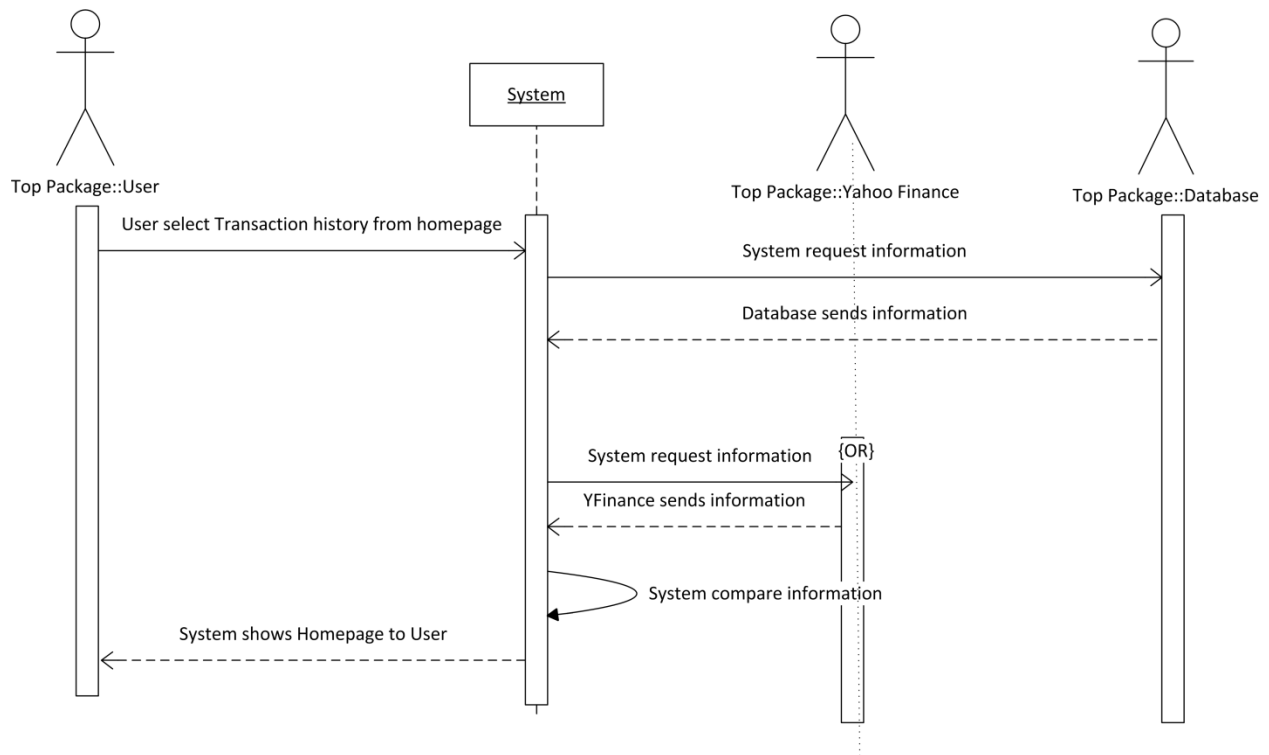 System
Top Package::User
Top Package::Yahoo Finance
Top Package::Database
User select Transaction history from homepage
System request information
Database sends information
{OR}
System request information
YFinance sends information
System compare information
System shows Homepage to User